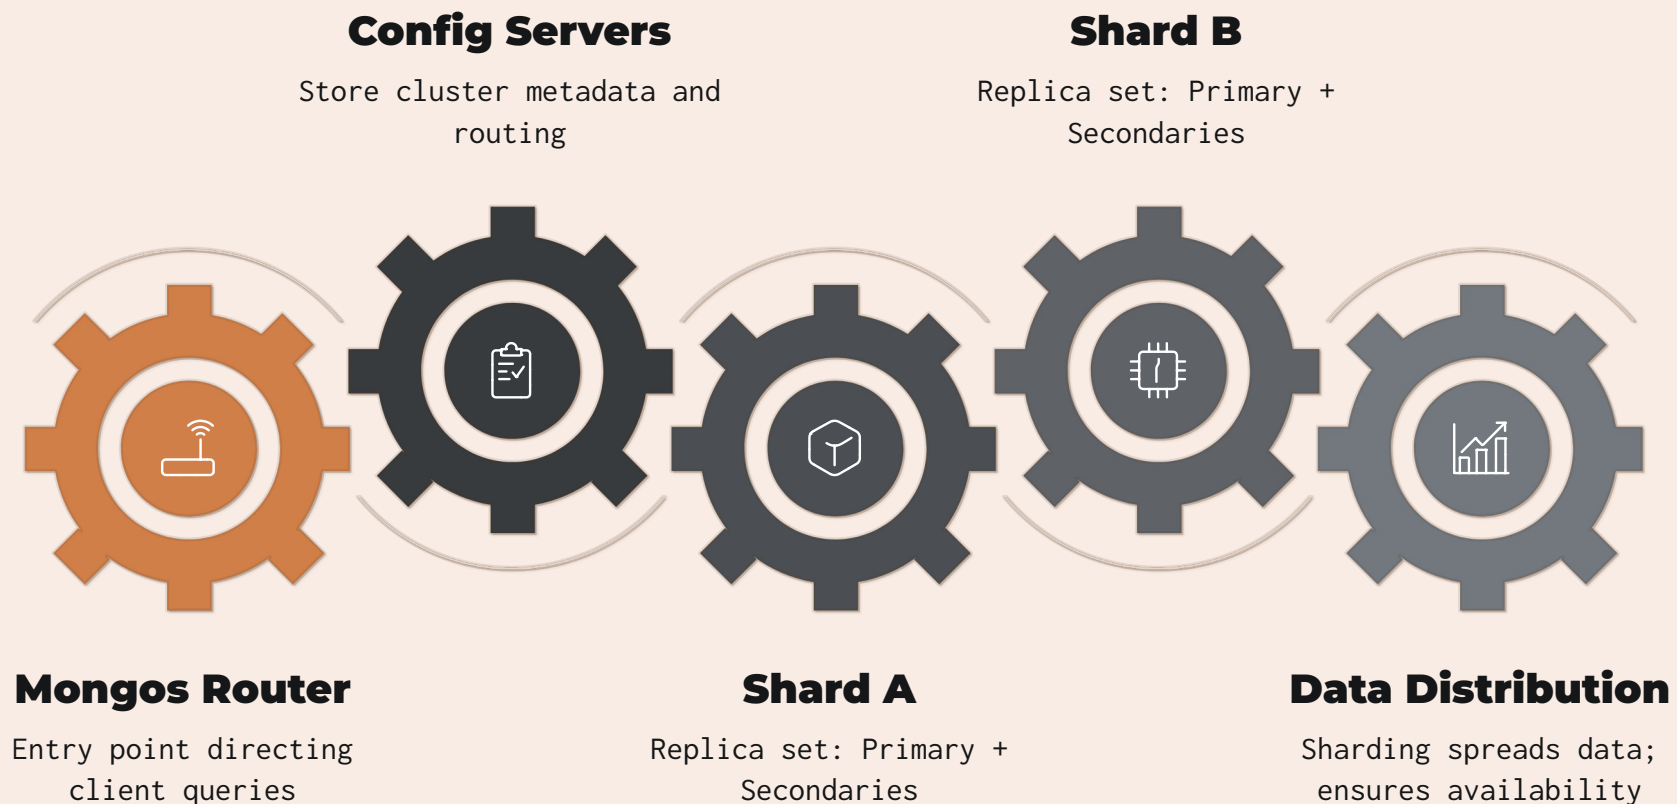 Config Servers
Store cluster metadata and
routing
Shard B
Replica set: Primary +
Secondaries
Mongos Router
Entry point directing
client queries
Shard A
Replica set: Primary +
Secondaries
Data Distribution
Sharding spreads data;
ensures availability